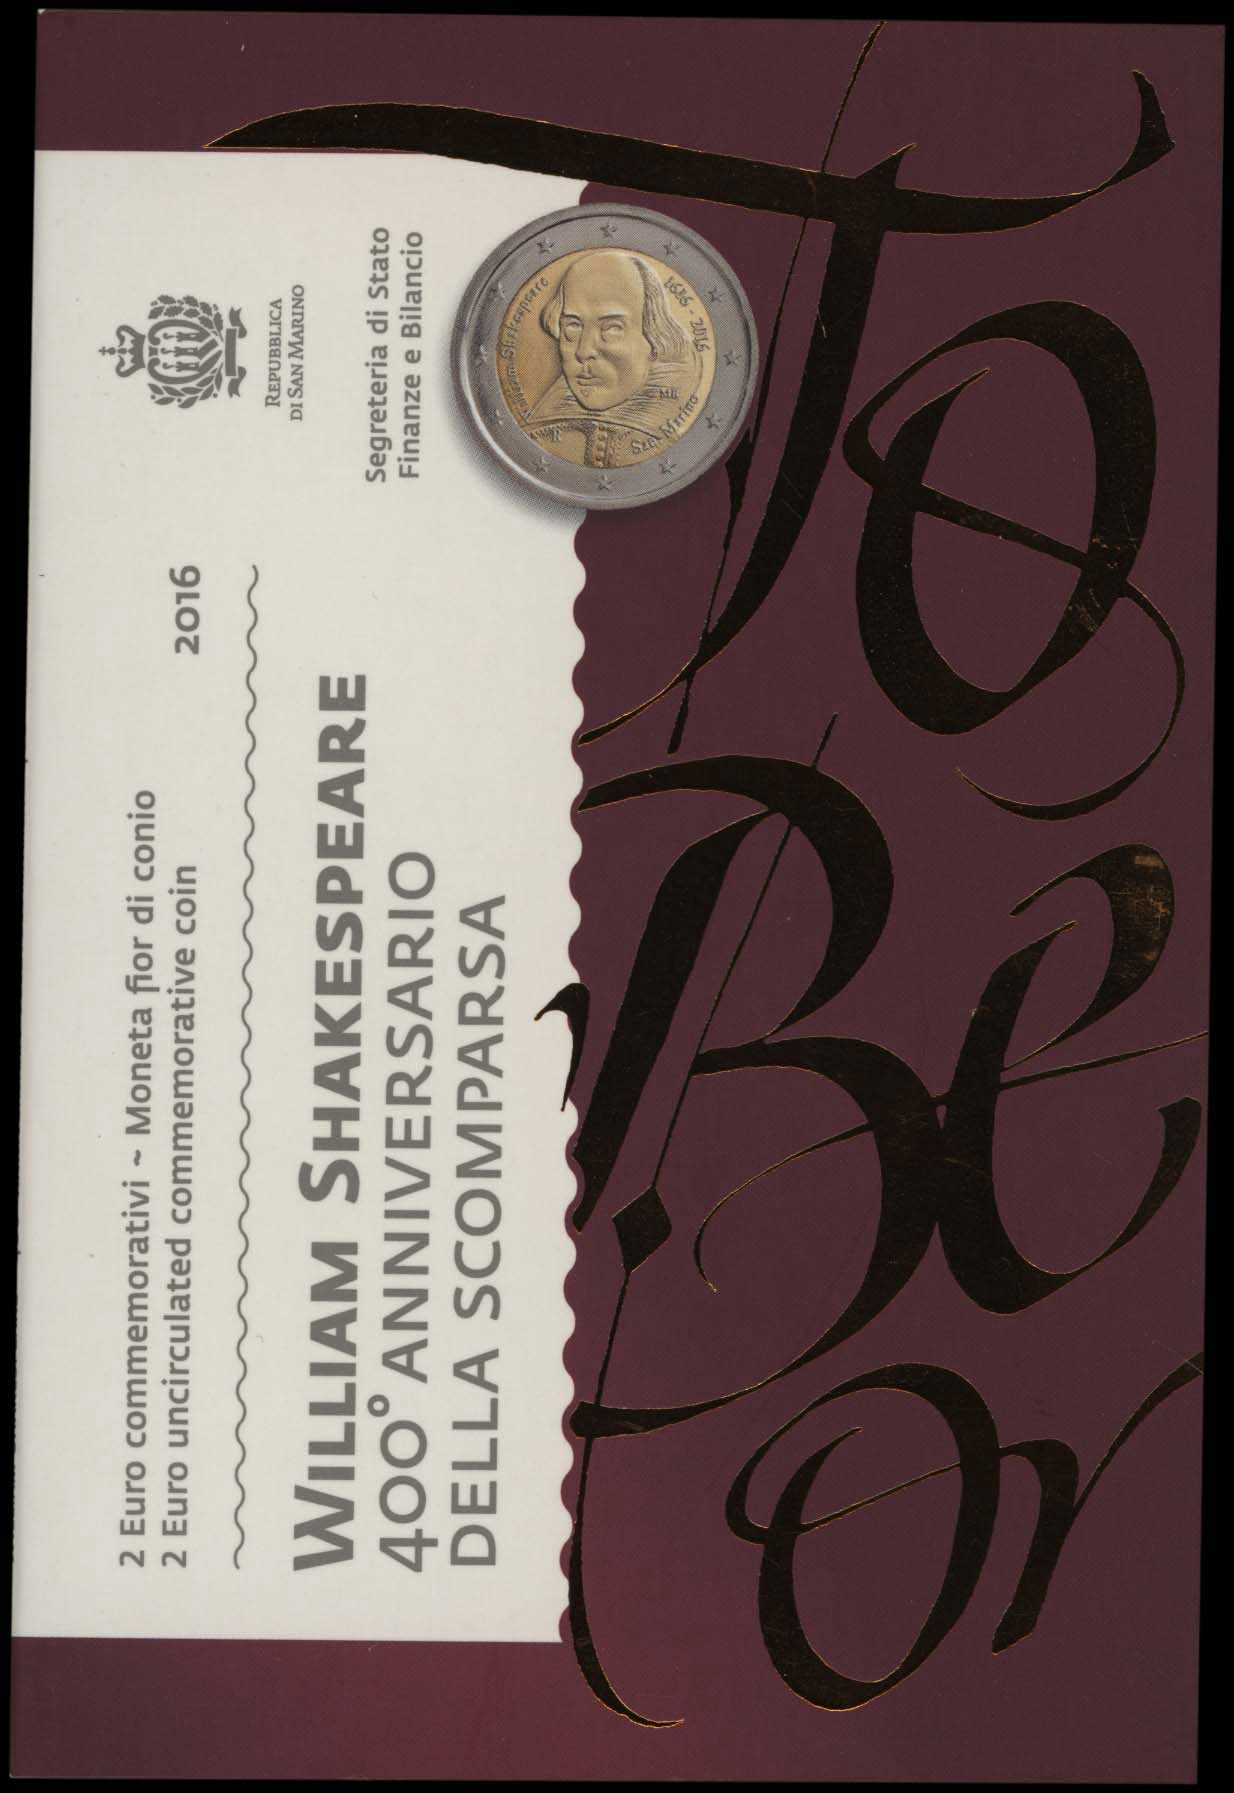 2 Euro commemorativi ~ Moneta fior di conio
2 Euro uncirculated commemorative coin
2016
WILLIAM SHAKESPEARE
400° ANNIVERSARIO
DELLA SCOMPARSA
REPUBBLICA
DI SAN MARINO
Segreteria di Stato
Finanze e Bilancio
William Shakespeare
1616 - 2016
R
MB
San Marino
To
Be
Or